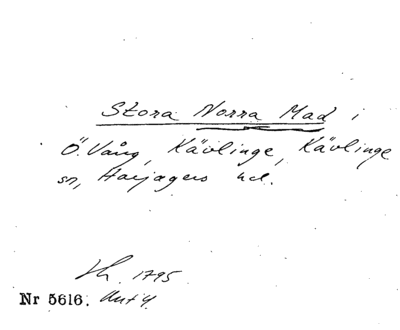 Stora Norra Mad i
Ö. Vång, Kävlinge, Kävlinge
sn, Harjagers hd.
1795
Nr 5616.